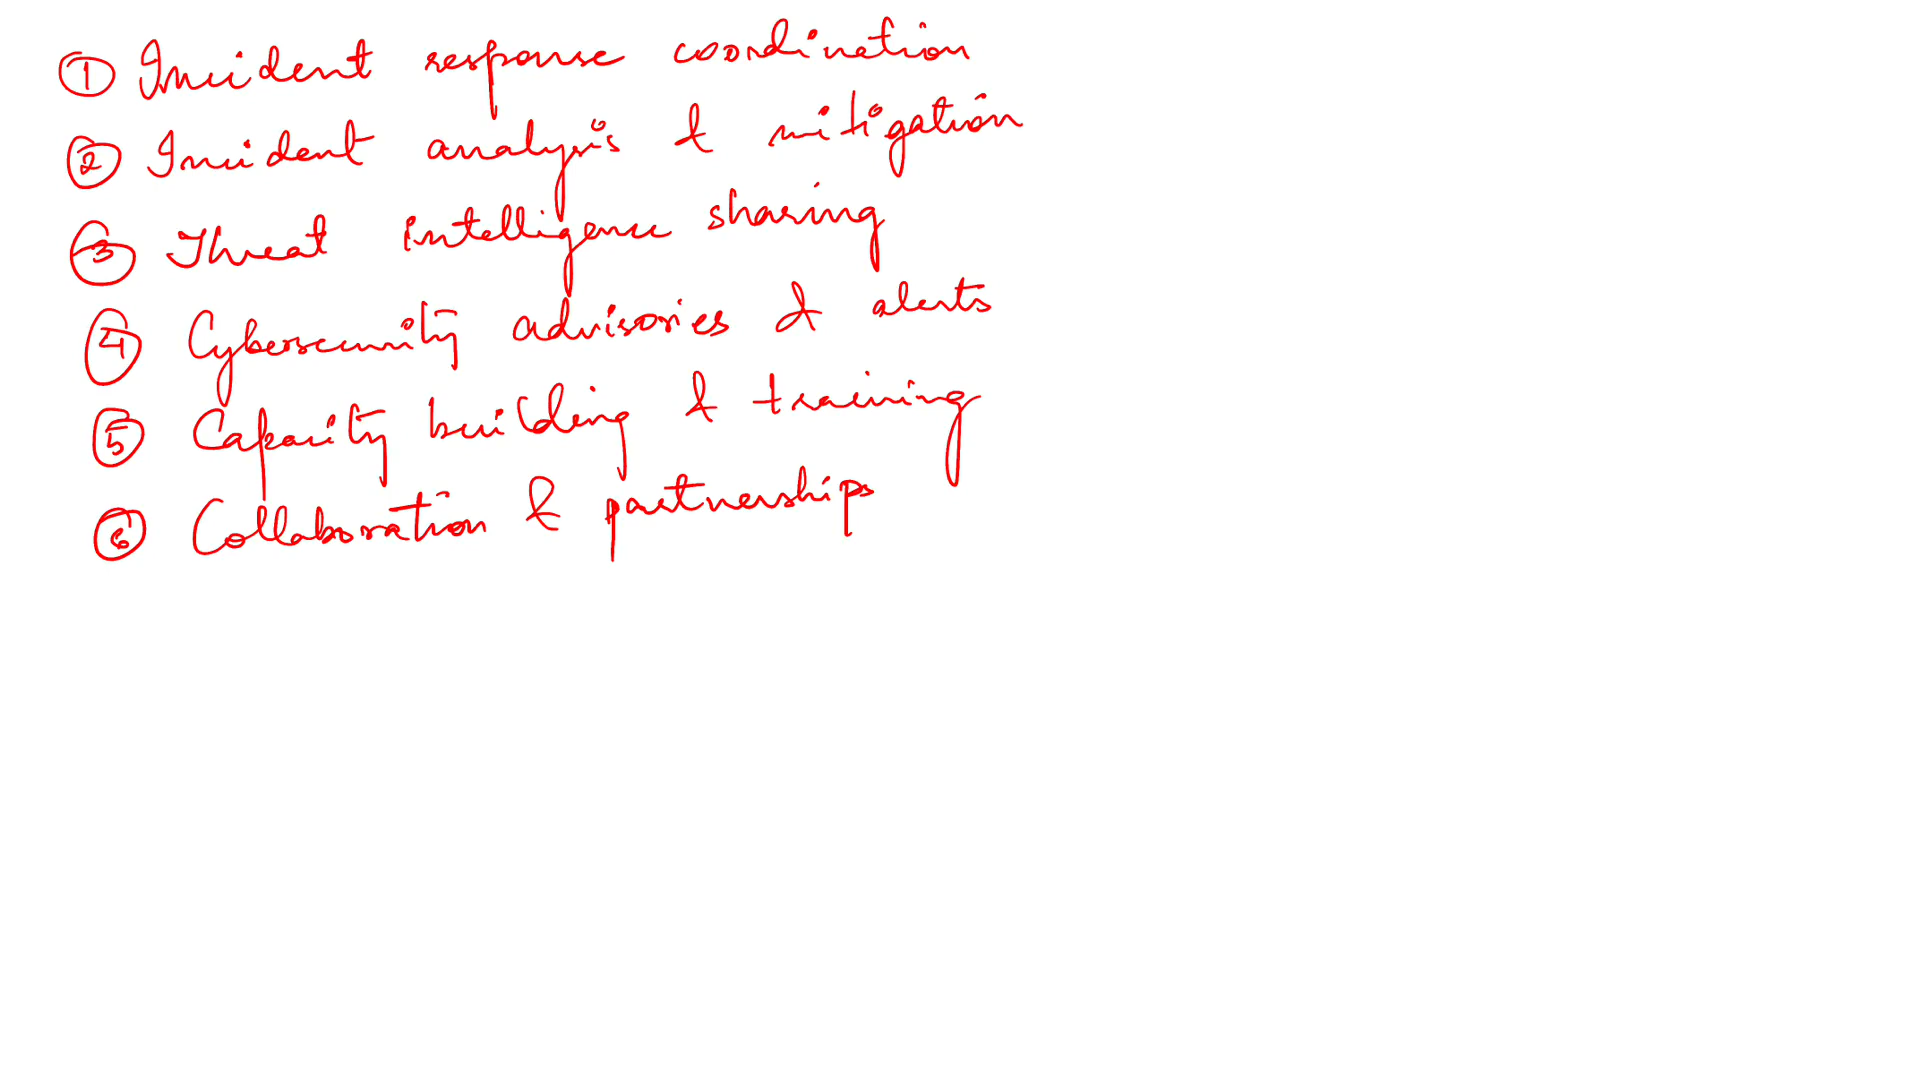 ① Incident response coordination
② Incident analysis & mitigation
③ Threat intelligence sharing
④ Cybersecurity advisories & alerts
⑤ Capacity building & training
⑥ Collaboration & partnerships